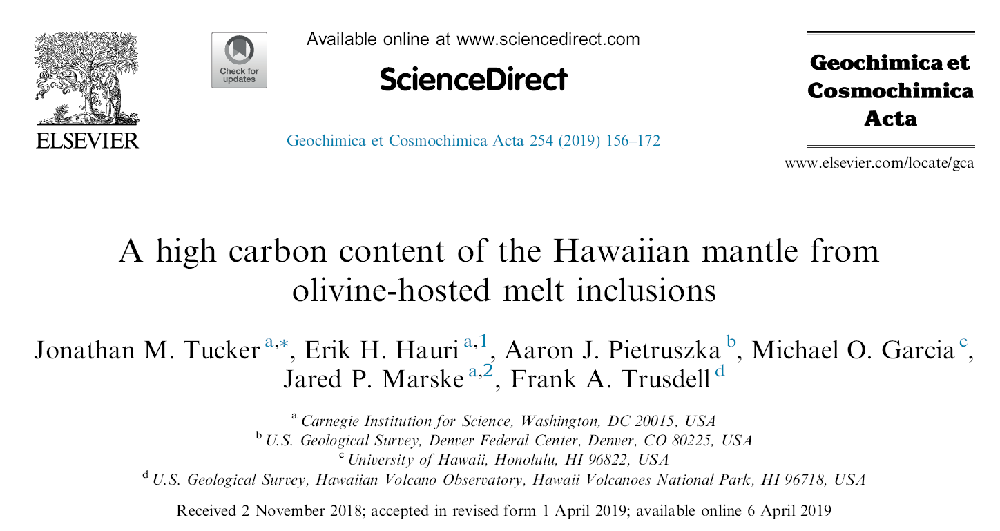 ELSEVIER
Check for
updates
Available online at www.sciencedirect.com
ScienceDirect
Geochimica et Cosmochimica Acta 254 (2019) 156–172
Geochimica et
Cosmochimica
Acta
www.elsevier.com/locate/gca
A high carbon content of the Hawaiian mantle from
olivine-hosted melt inclusions
Jonathan M. Tucker a,*, Erik H. Hauri a,1, Aaron J. Pietruszka b, Michael O. Garcia c,
Jared P. Marske a,2, Frank A. Trusdell d
a Carnegie Institution for Science, Washington, DC 20015, USA
b U.S. Geological Survey, Denver Federal Center, Denver, CO 80225, USA
c University of Hawaii, Honolulu, HI 96822, USA
d U.S. Geological Survey, Hawaiian Volcano Observatory, Hawaii Volcanoes National Park, HI 96718, USA
Received 2 November 2018; accepted in revised form 1 April 2019; available online 6 April 2019